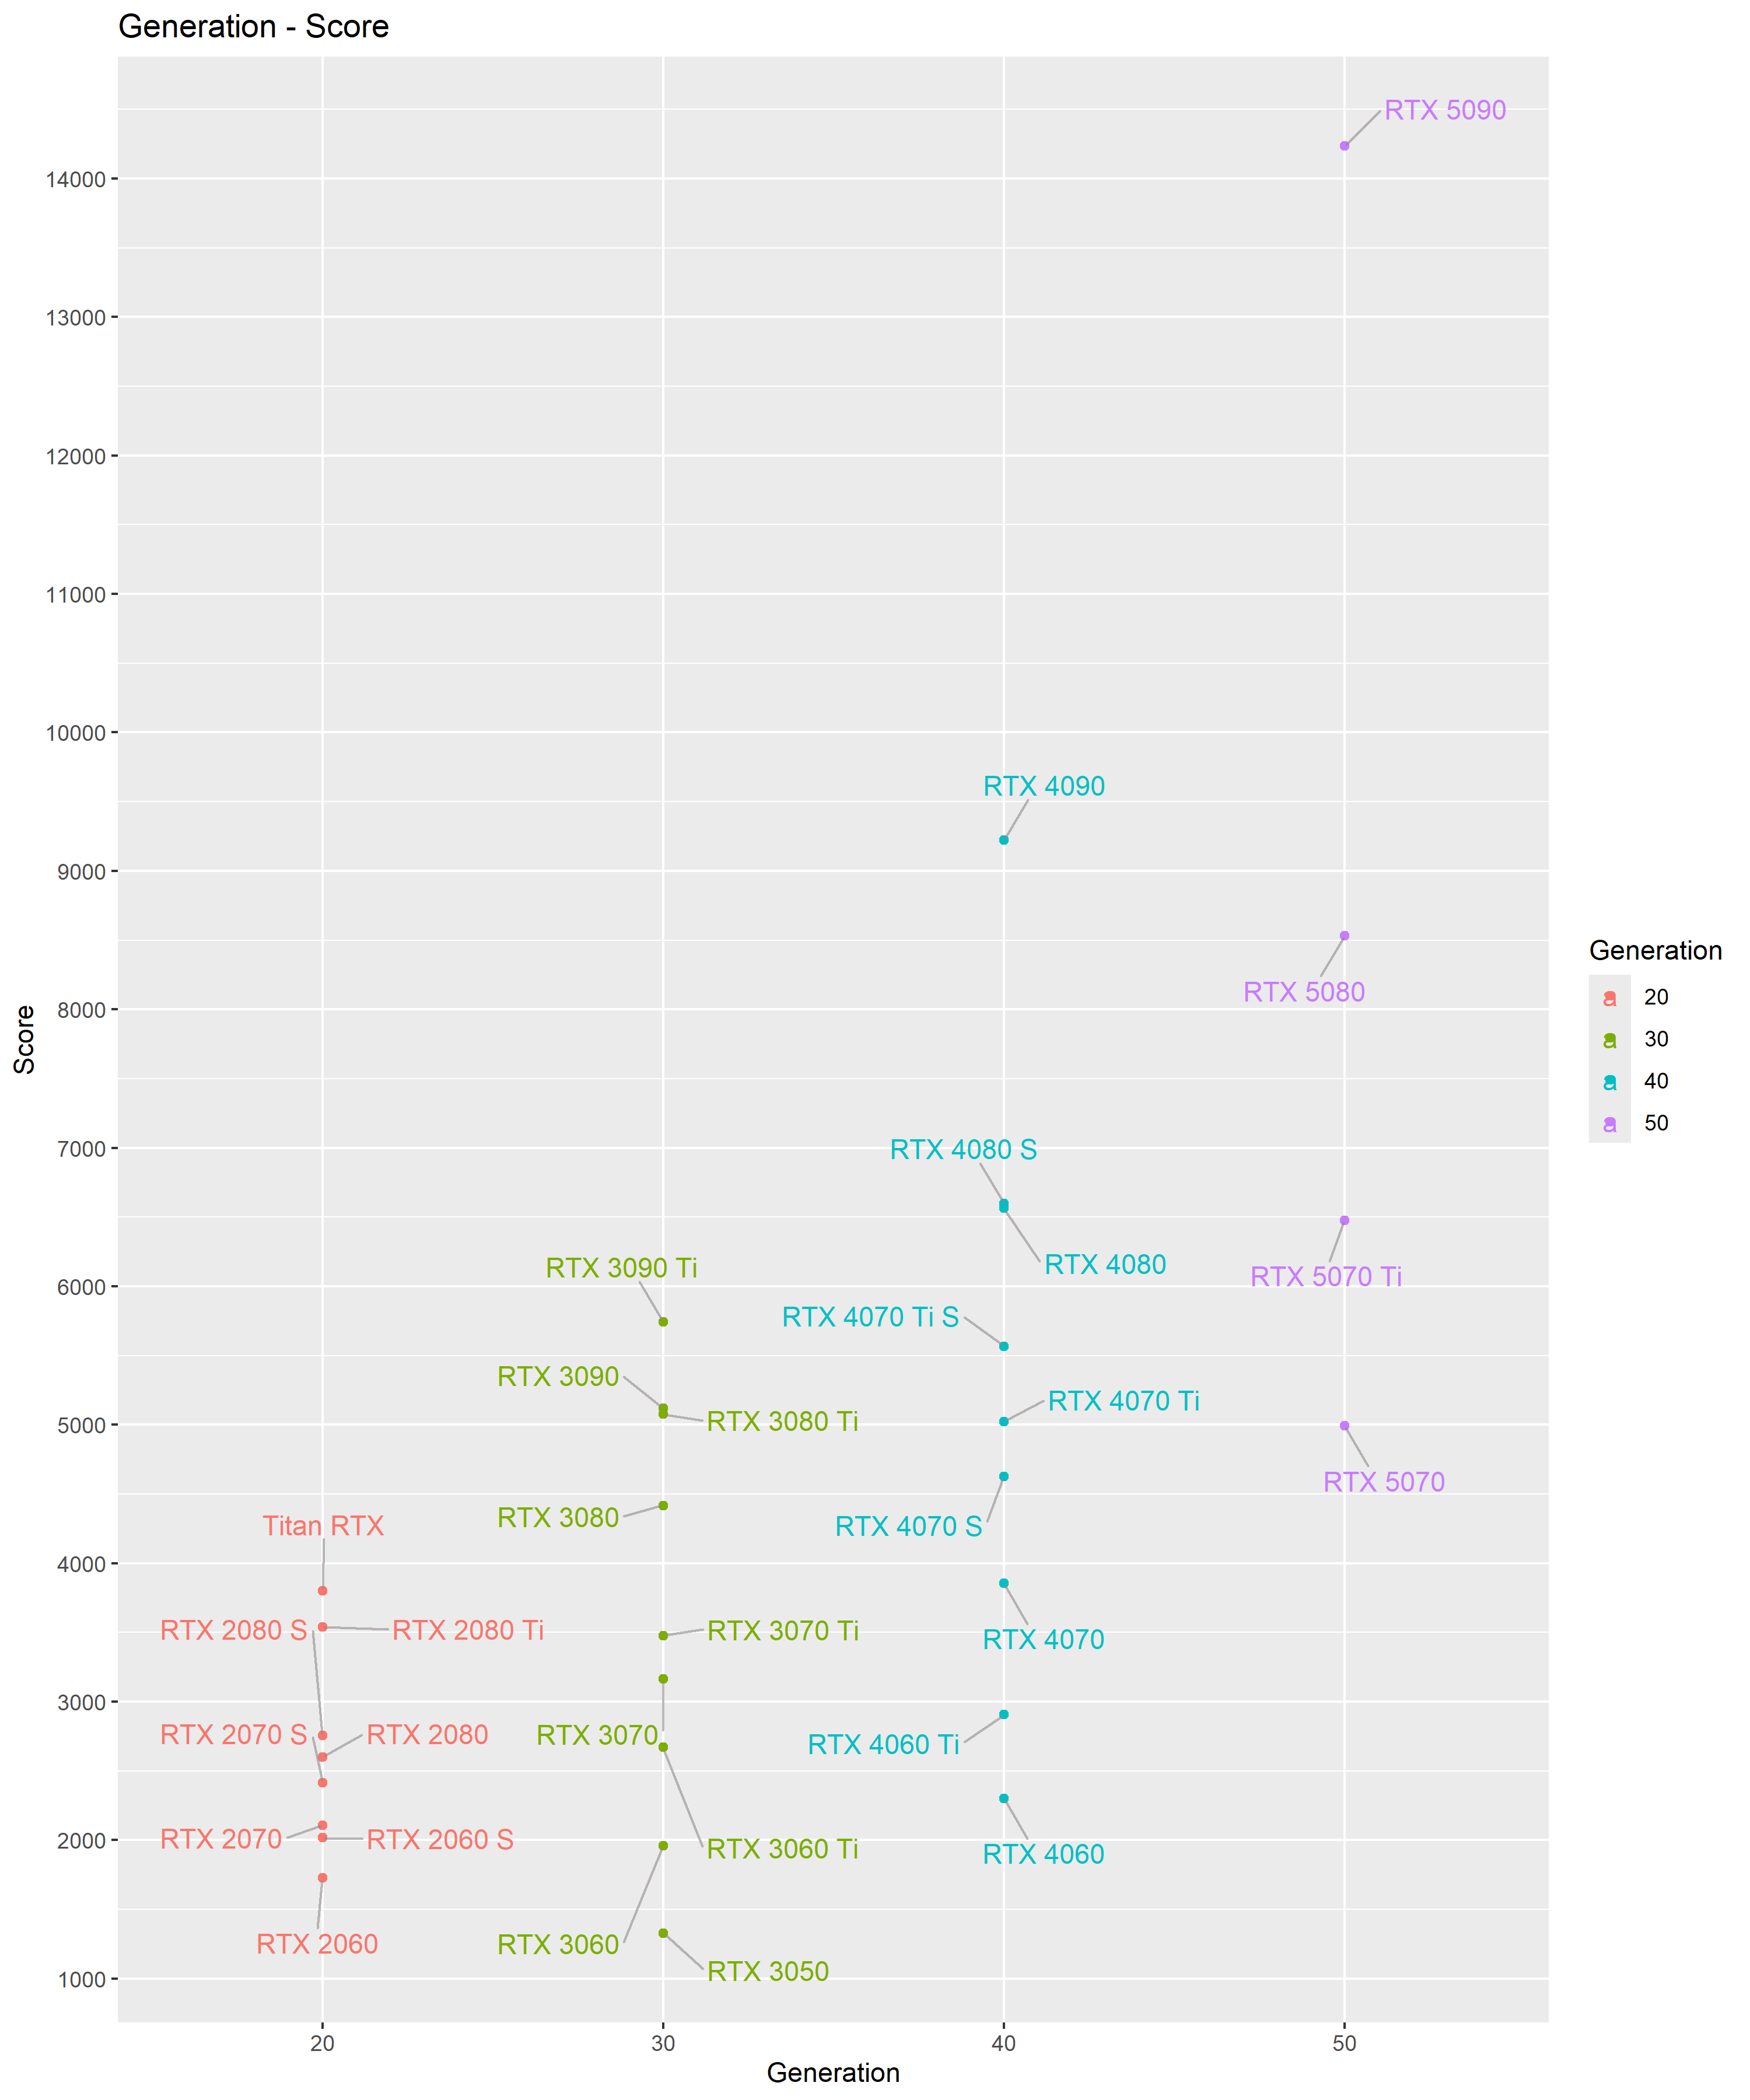 Generation - Score
Score
14000
13000
12000
11000
10000
9000
8000
7000
6000
5000
4000
3000
2000
1000
RTX 5090
RTX 4090
RTX 5080
RTX 4080 S
RTX 4080
RTX 3090 Ti
RTX 5070 Ti
RTX 4070 Ti S
RTX 3090
RTX 4070 Ti
RTX 3080 Ti
RTX 5070
RTX 3080
Titan RTX
RTX 4070 S
RTX 2080 S
RTX 2080 Ti
RTX 3070 Ti
RTX 4070
RTX 2070 S
RTX 2080
RTX 3070
RTX 4060 Ti
RTX 2070
RTX 2060 S
RTX 3060 Ti
RTX 4060
RTX 2060
RTX 3060
RTX 3050
20
30
40
50
Generation
Generation
a 20
a 30
a 40
a 50